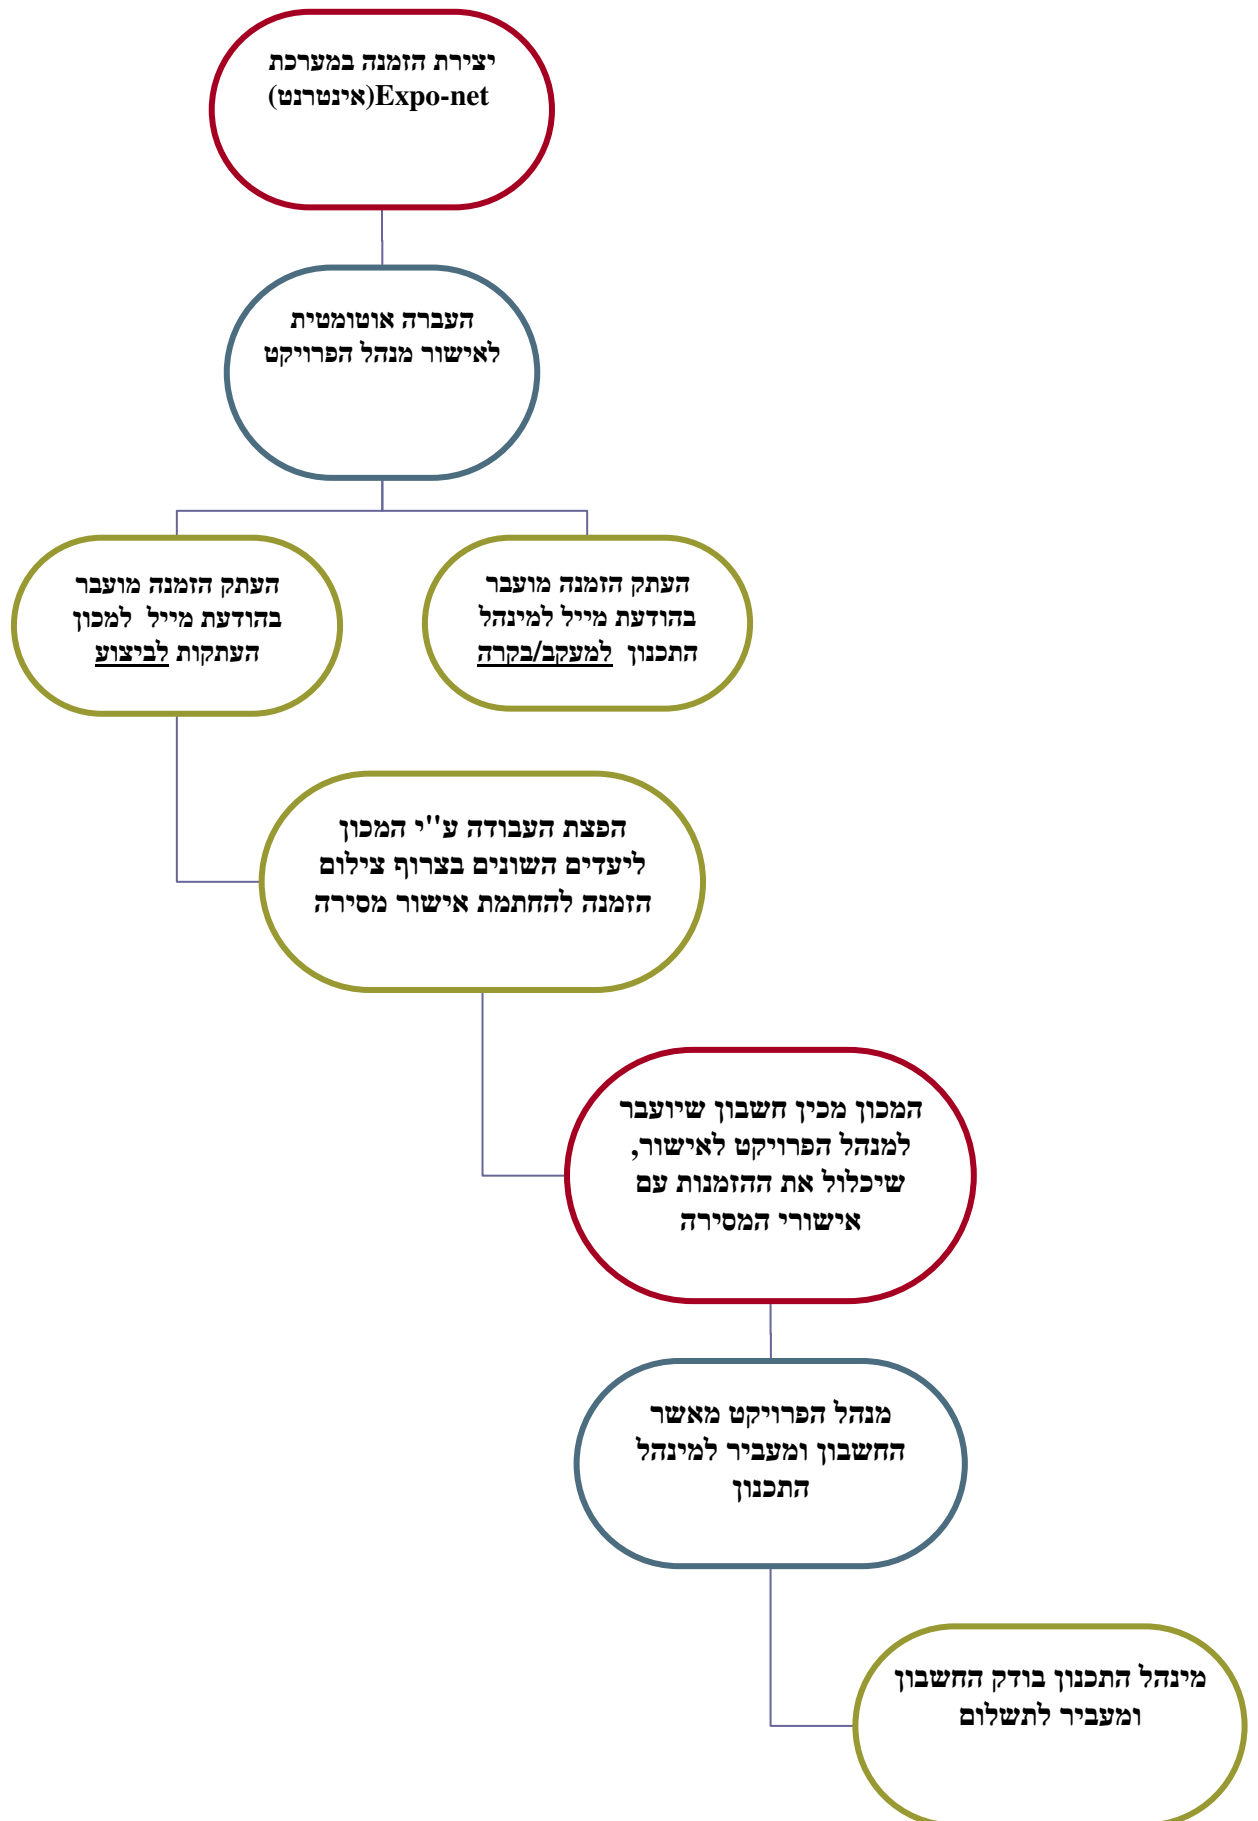 יצירת הזמנה במערכת
Expo-net(אינטרנט)
העברה אוטומטית
לאישור מנהל הפרויקט
העתק הזמנה מועבר
בהודעת מייל למינהל
התכנון למעקב/בקרה
העתק הזמנה מועבר
בהודעת מייל למכון
העתקות לביצוע
הפצת העבודה ע"י המכון
ליעדים השונים בצרוף צילום
הזמנה להחתמת אישור מסירה
המכון מכין חשבון שיועבר
למנהל הפרויקט לאישור,
שיכלול את ההזמנות עם
אישורי המסירה
מנהל הפרויקט מאשר
החשבון ומעביר למינהל
התכנון
מינהל התכנון בודק החשבון
ומעביר לתשלום